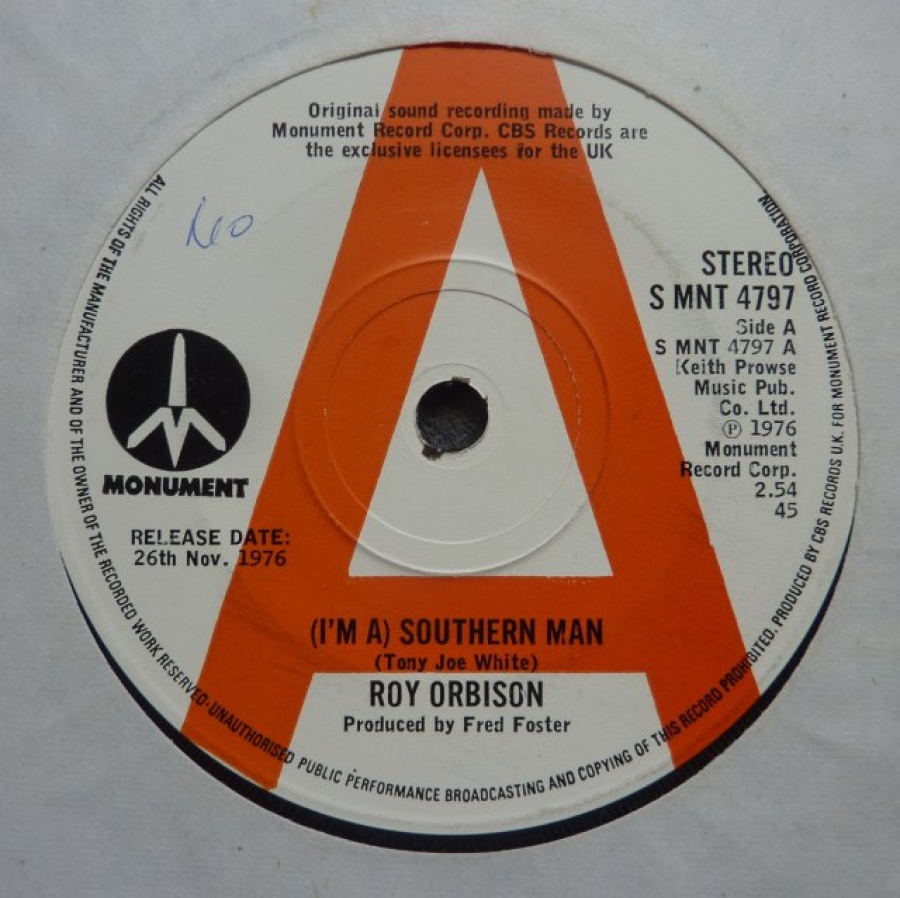 Original sound recording made by
Monument Record Corp. CBS Records are
the exclusive licensees for the UK
STEREO
S MNT 4797
Side A
S MNT 4797 A
Keith Prowse
Music Pub.
Co. Ltd.
Ⓟ 1976
Monument
Record Corp.
2.54
45
MONUMENT
RELEASE DATE:
26th Nov. 1976
A
(I'M A) SOUTHERN MAN
(Tony Joe White)
ROY ORBISON
Produced by Fred Foster
ALL RIGHTS OF THE MANUFACTURER AND OF THE OWNER OF THE RECORDED WORK RESERVED·UNAUTHORISED PUBLIC PERFORMANCE BROADCASTING AND COPYING OF THIS RECORD PROHIBITED. PRODUCED BY CBS RECORDS U.K. FOR MONUMENT RECORD CORPORATION